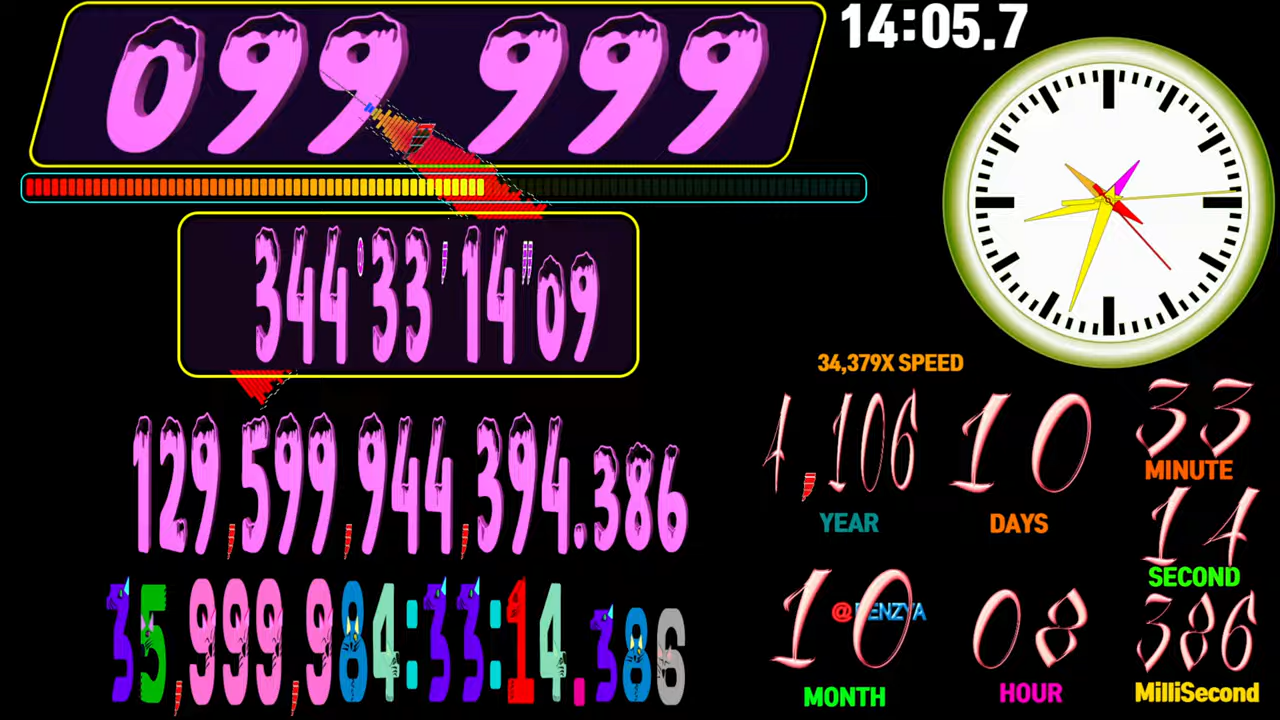 099 999
14:05.7
344°33'14"09
34,379X SPEED
129,599,944,394.386
35,999,984:33:14.386
1,106
YEAR
10
DAYS
33
MINUTE
14
SECOND
10
MONTH
08
HOUR
386
MilliSecond